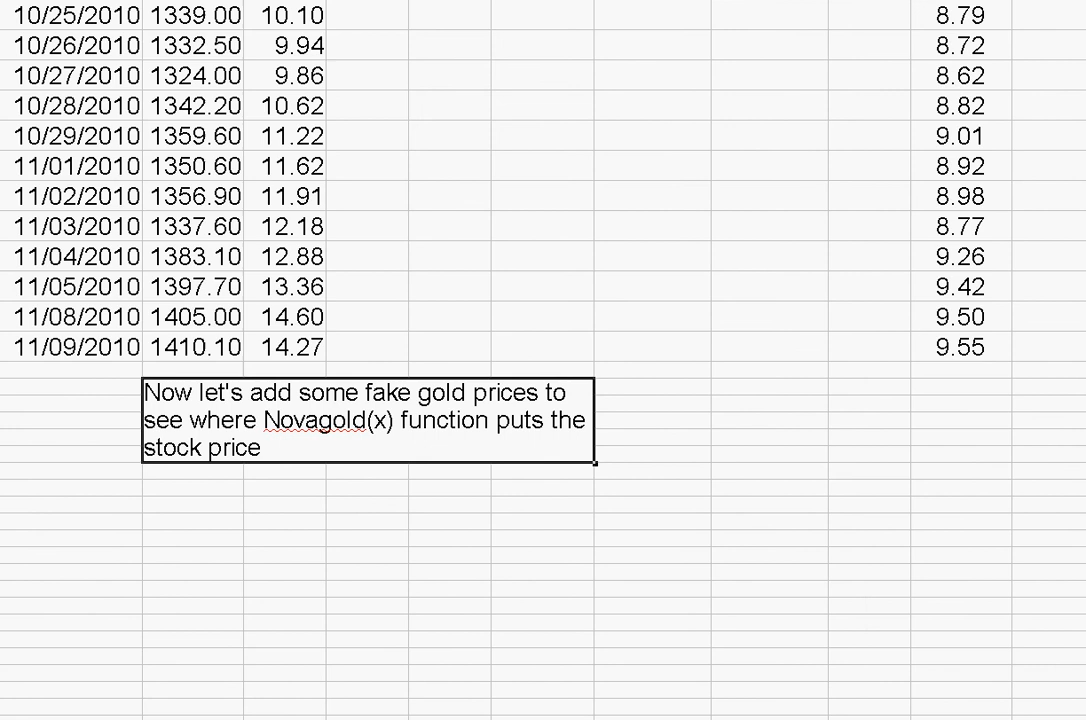 10/25/2010 1339.00 10.10 8.79
10/26/2010 1332.50 9.94 8.72
10/27/2010 1324.00 9.86 8.62
10/28/2010 1342.20 10.62 8.82
10/29/2010 1359.60 11.22 9.01
11/01/2010 1350.60 11.62 8.92
11/02/2010 1356.90 11.91 8.98
11/03/2010 1337.60 12.18 8.77
11/04/2010 1383.10 12.88 9.26
11/05/2010 1397.70 13.36 9.42
11/08/2010 1405.00 14.60 9.50
11/09/2010 1410.10 14.27 9.55
Now let's add some fake gold prices to
see where Novagold(x) function puts the
stock price